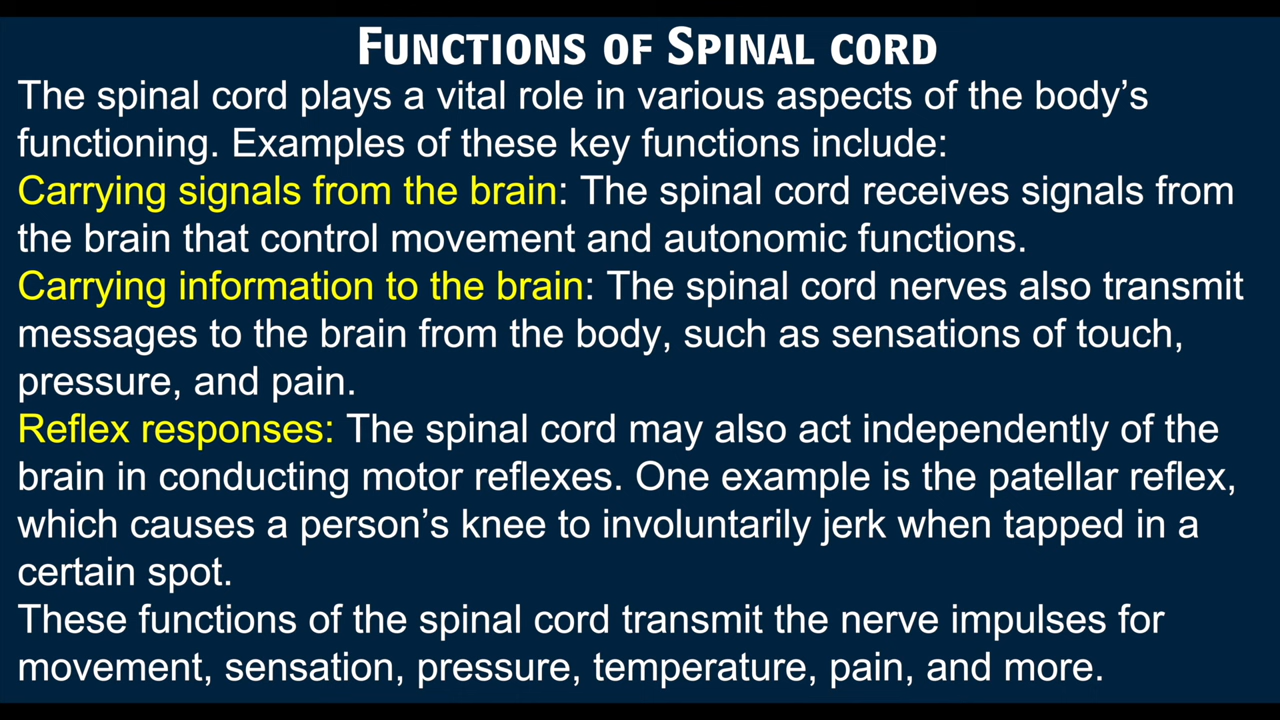 FUNCTIONS OF SPINAL CORD
The spinal cord plays a vital role in various aspects of the body’s
functioning. Examples of these key functions include:
Carrying signals from the brain: The spinal cord receives signals from
the brain that control movement and autonomic functions.
Carrying information to the brain: The spinal cord nerves also transmit
messages to the brain from the body, such as sensations of touch,
pressure, and pain.
Reflex responses: The spinal cord may also act independently of the
brain in conducting motor reflexes. One example is the patellar reflex,
which causes a person’s knee to involuntarily jerk when tapped in a
certain spot.
These functions of the spinal cord transmit the nerve impulses for
movement, sensation, pressure, temperature, pain, and more.